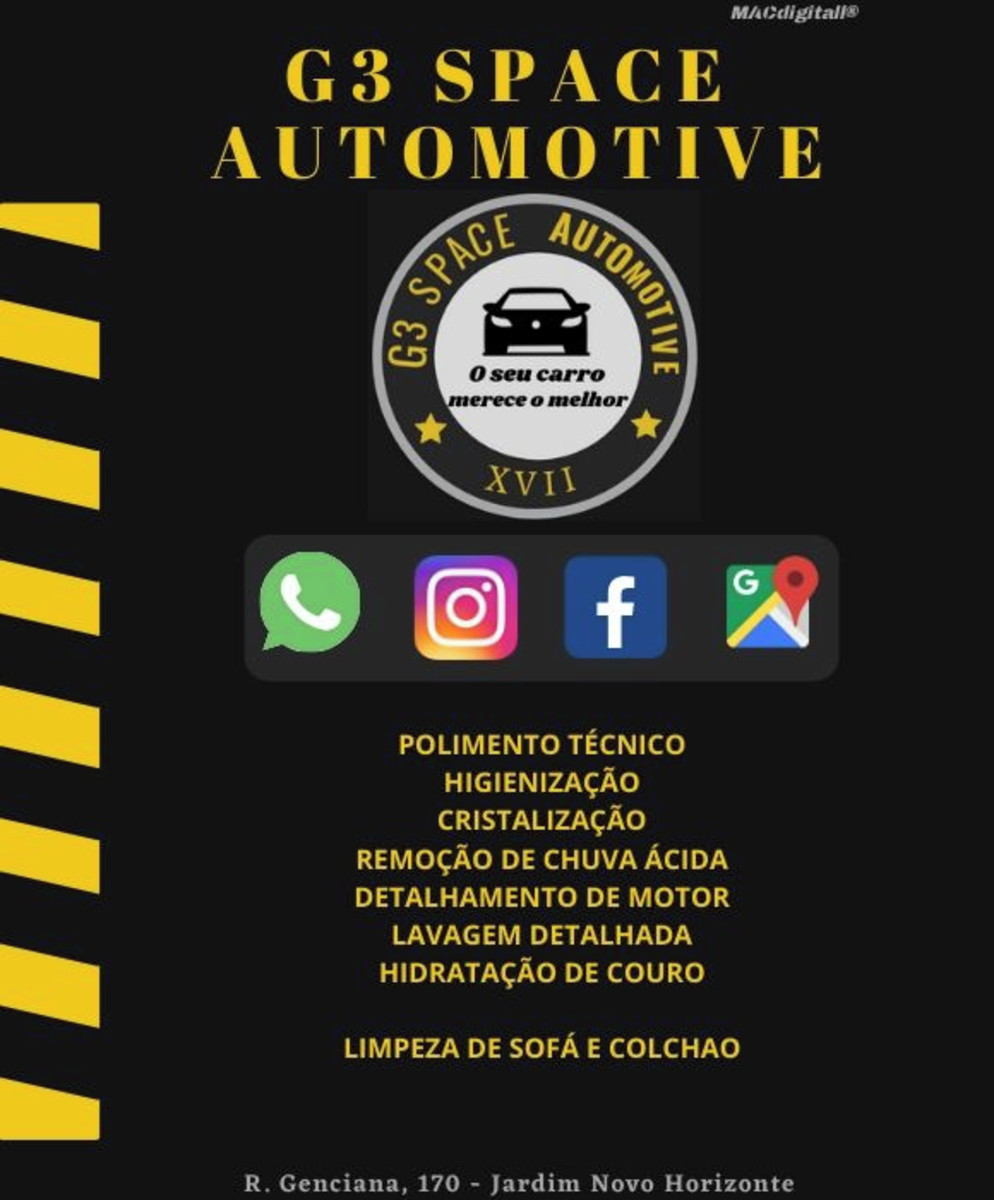 MACdigitall®
G3 SPACE
AUTOMOTIVE
G3 SPACE AUTOMOTIVE
O seu carro
merece o melhor
XVII
G
POLIMENTO TÉCNICO
HIGIENIZAÇÃO
CRISTALIZAÇÃO
REMOÇÃO DE CHUVA ÁCIDA
DETALHAMENTO DE MOTOR
LAVAGEM DETALHADA
HIDRATAÇÃO DE COURO
LIMPEZA DE SOFÁ E COLCHAO
R. Genciana, 170 - Jardim Novo Horizonte